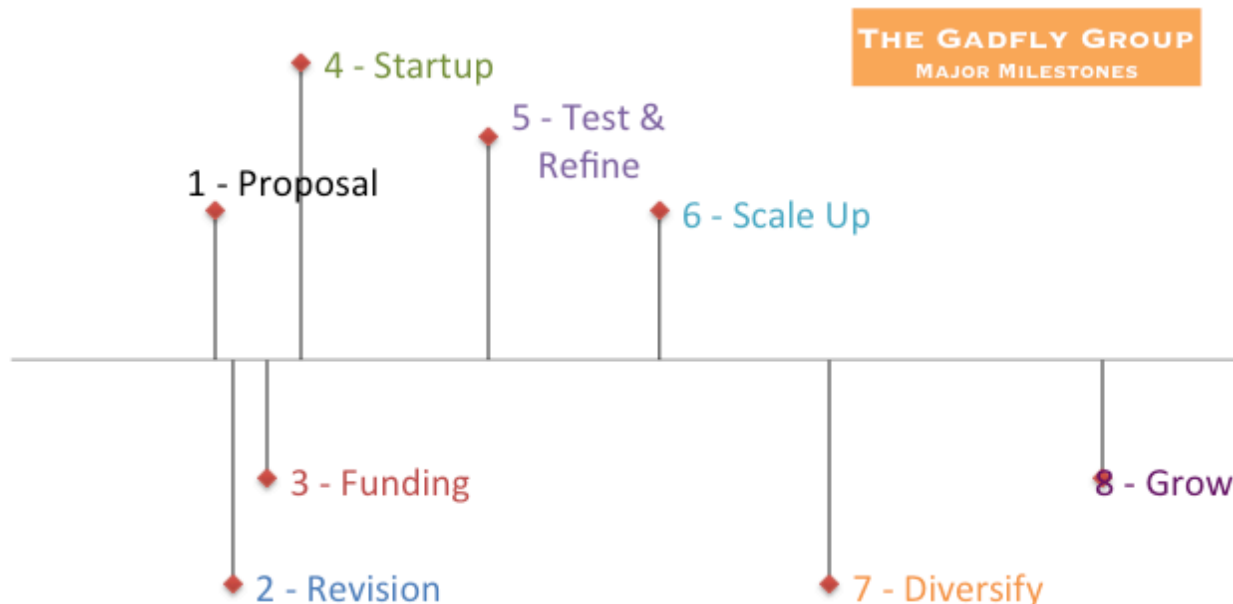 THE GADFLY GROUP
MAJOR MILESTONES
4 - Startup
5 - Test &
Refine
1 - Proposal
6 - Scale Up
3 - Funding
8 - Grow
2 - Revision
7 - Diversify